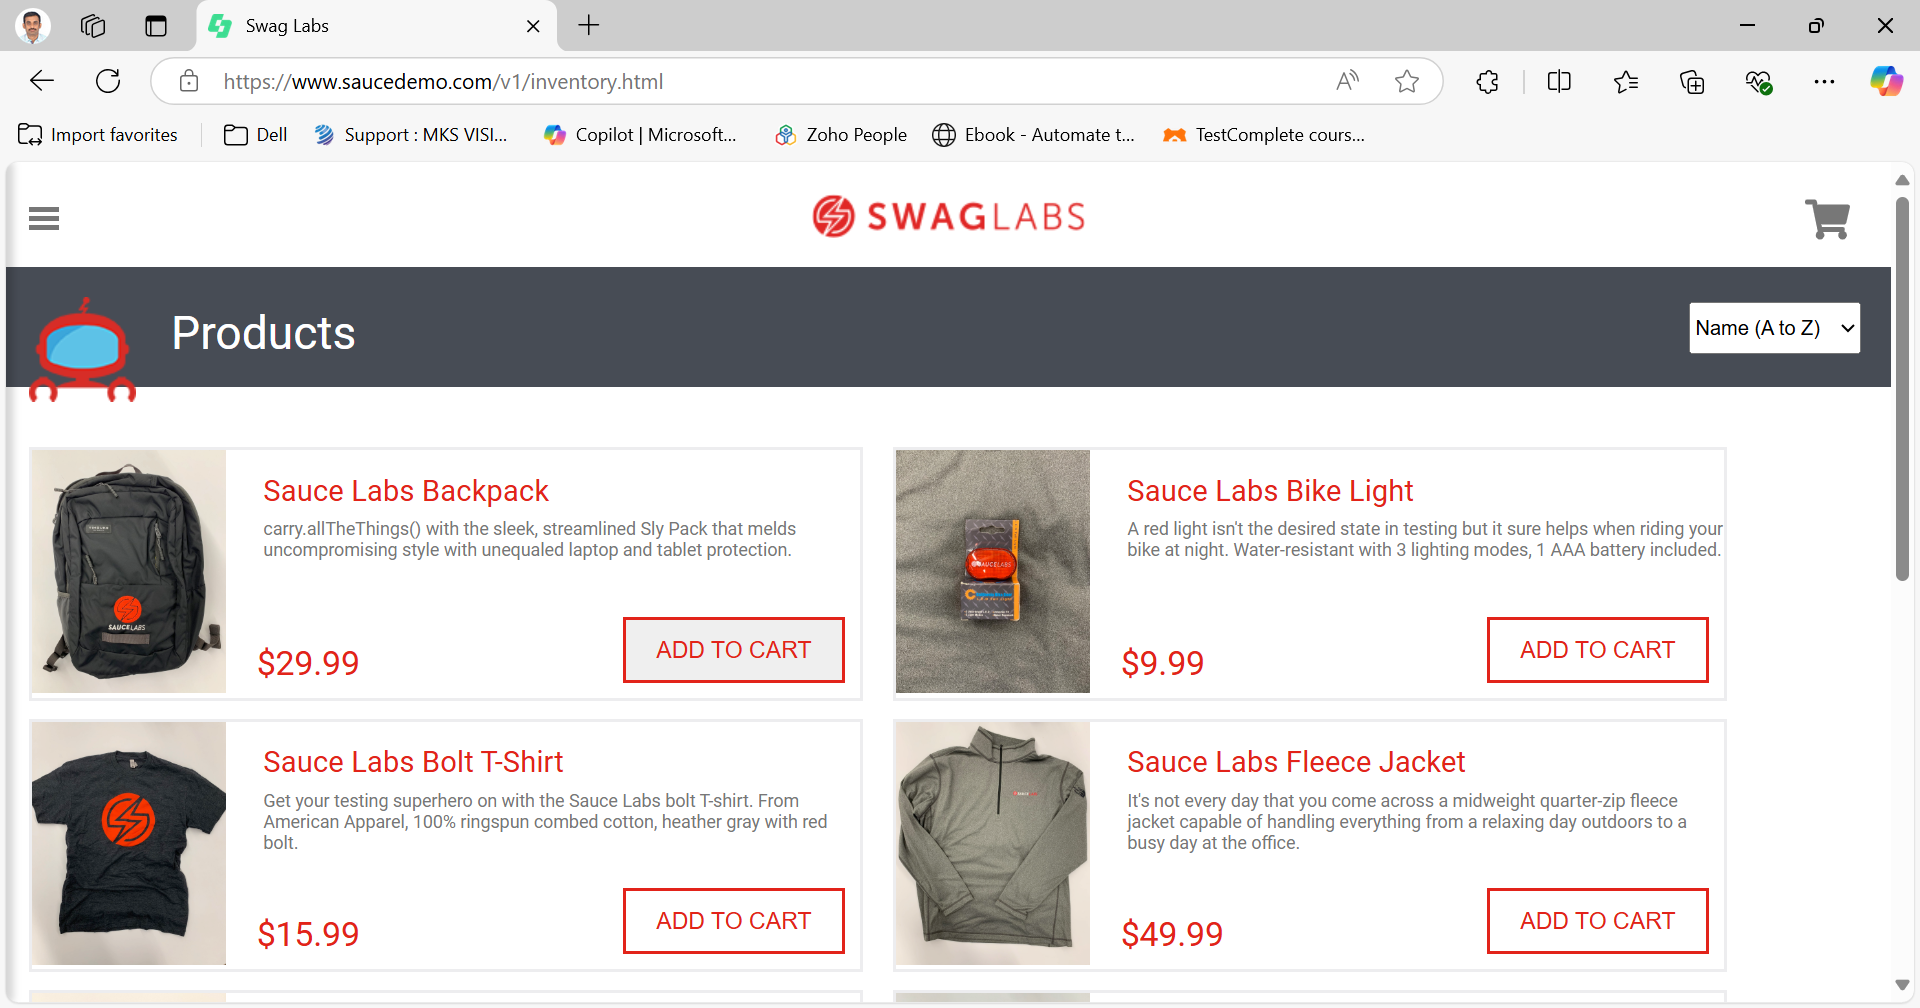 Swag Labs
https://www.saucedemo.com/v1/inventory.html
Import favorites
Dell
Support : MKS VISI...
Copilot | Microsoft...
Zoho People
Ebook - Automate t...
TestComplete cours...
SWAGLABS
Products
Name (A to Z)
Sauce Labs Backpack
carry.allTheThings() with the sleek, streamlined Sly Pack that melds
uncompromising style with unequaled laptop and tablet protection.
$29.99
ADD TO CART
SAUCELABS
Sauce Labs Bike Light
A red light isn't the desired state in testing but it sure helps when riding your
bike at night. Water-resistant with 3 lighting modes, 1 AAA battery included.
$9.99
ADD TO CART
SAUCELABS
Sauce Labs Bolt T-Shirt
Get your testing superhero on with the Sauce Labs bolt T-shirt. From
American Apparel, 100% ringspun combed cotton, heather gray with red
bolt.
$15.99
ADD TO CART
Sauce Labs Fleece Jacket
It's not every day that you come across a midweight quarter-zip fleece
jacket capable of handling everything from a relaxing day outdoors to a
busy day at the office.
$49.99
ADD TO CART